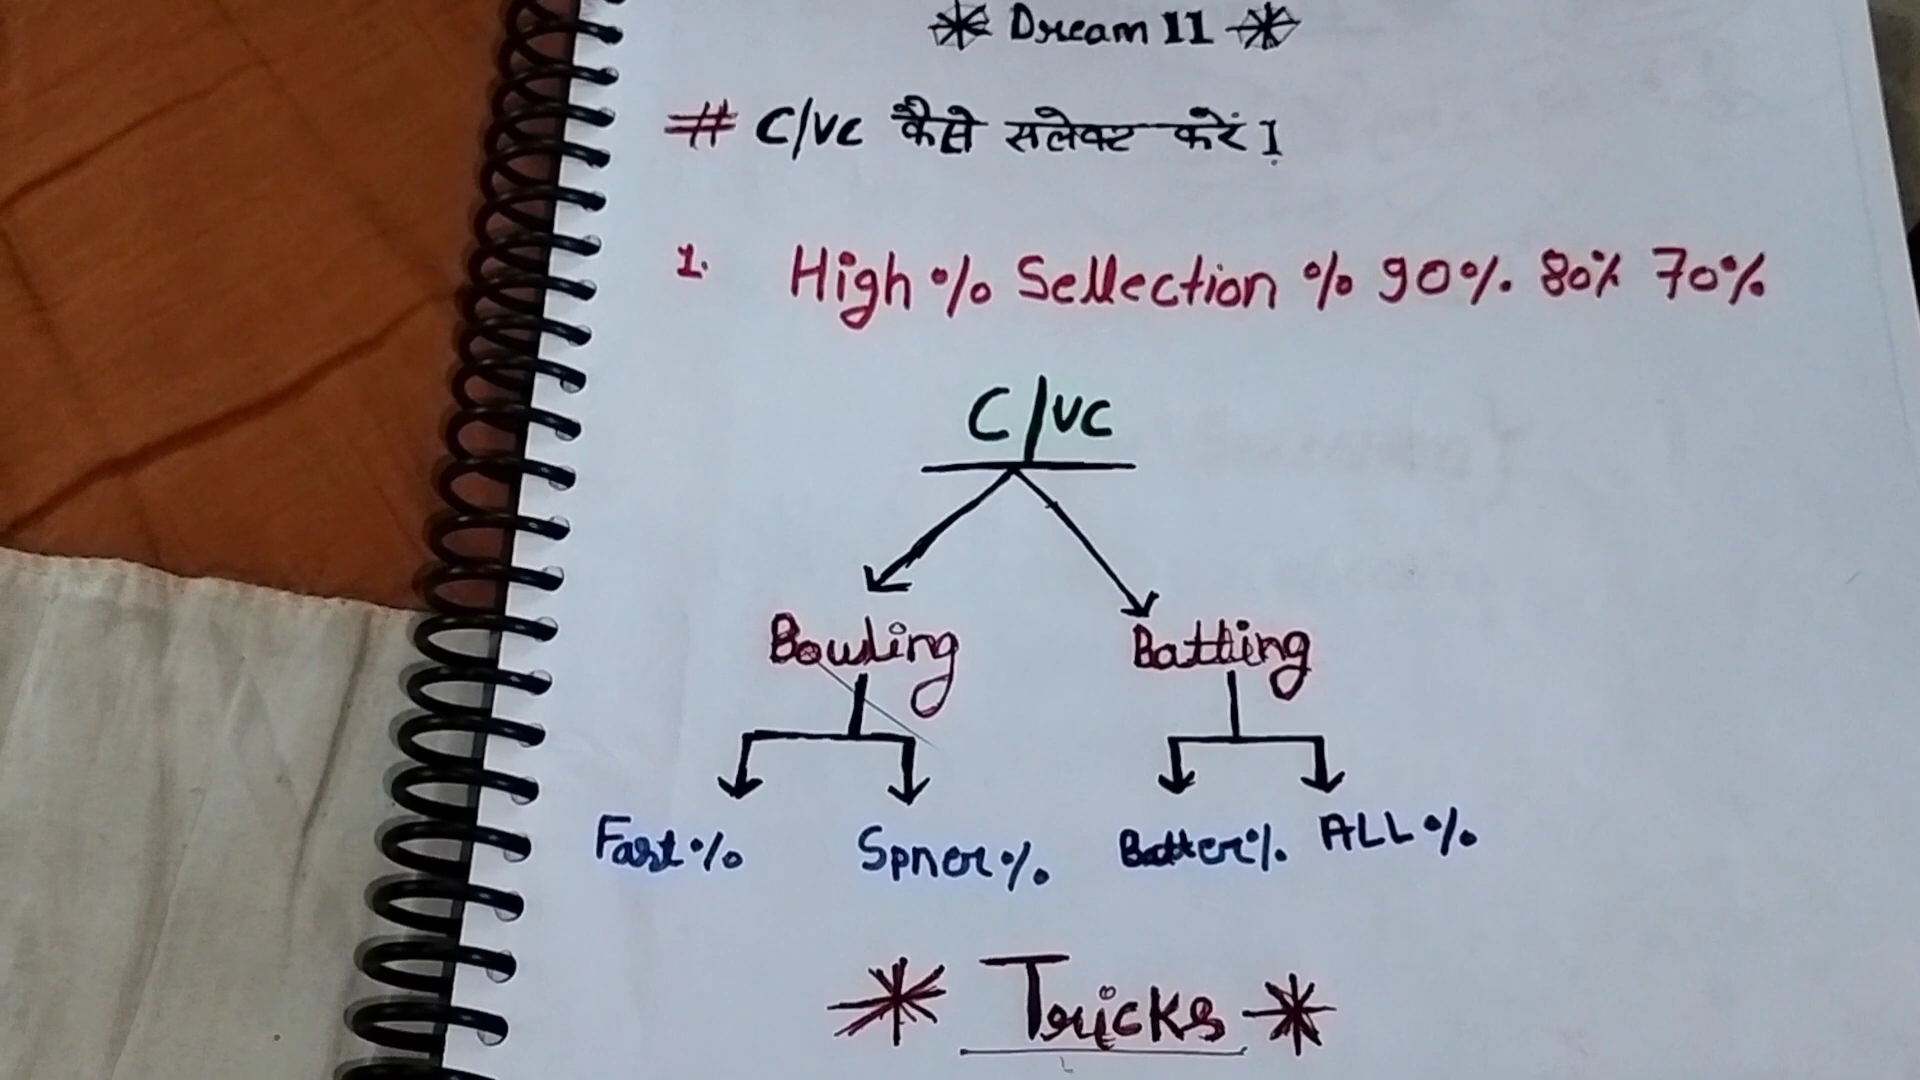 * Dream 11 *
# C/VC कैसे सलेक्ट करें।
1. High % Sellection % 90% 80% 70%
C/VC
Bowling Batting
Fast % Spner % Batter % ALL %
* Tricks *